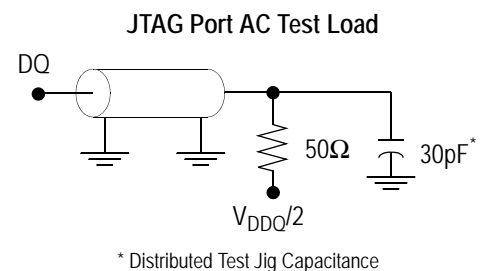 JTAG Port AC Test Load
DQ
50Ω
30pF*
VDDQ/2
* Distributed Test Jig Capacitance